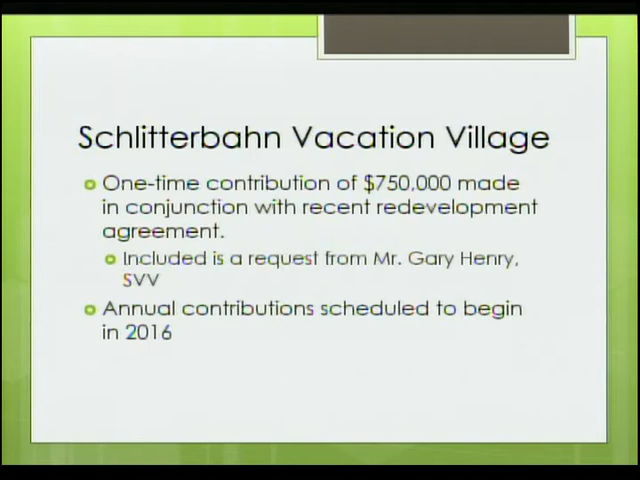 Schlitterbahn Vacation Village
One-time contribution of $750,000 made
in conjunction with recent redevelopment
agreement.
Included is a request from Mr. Gary Henry,
SVV
Annual contributions scheduled to begin
in 2016